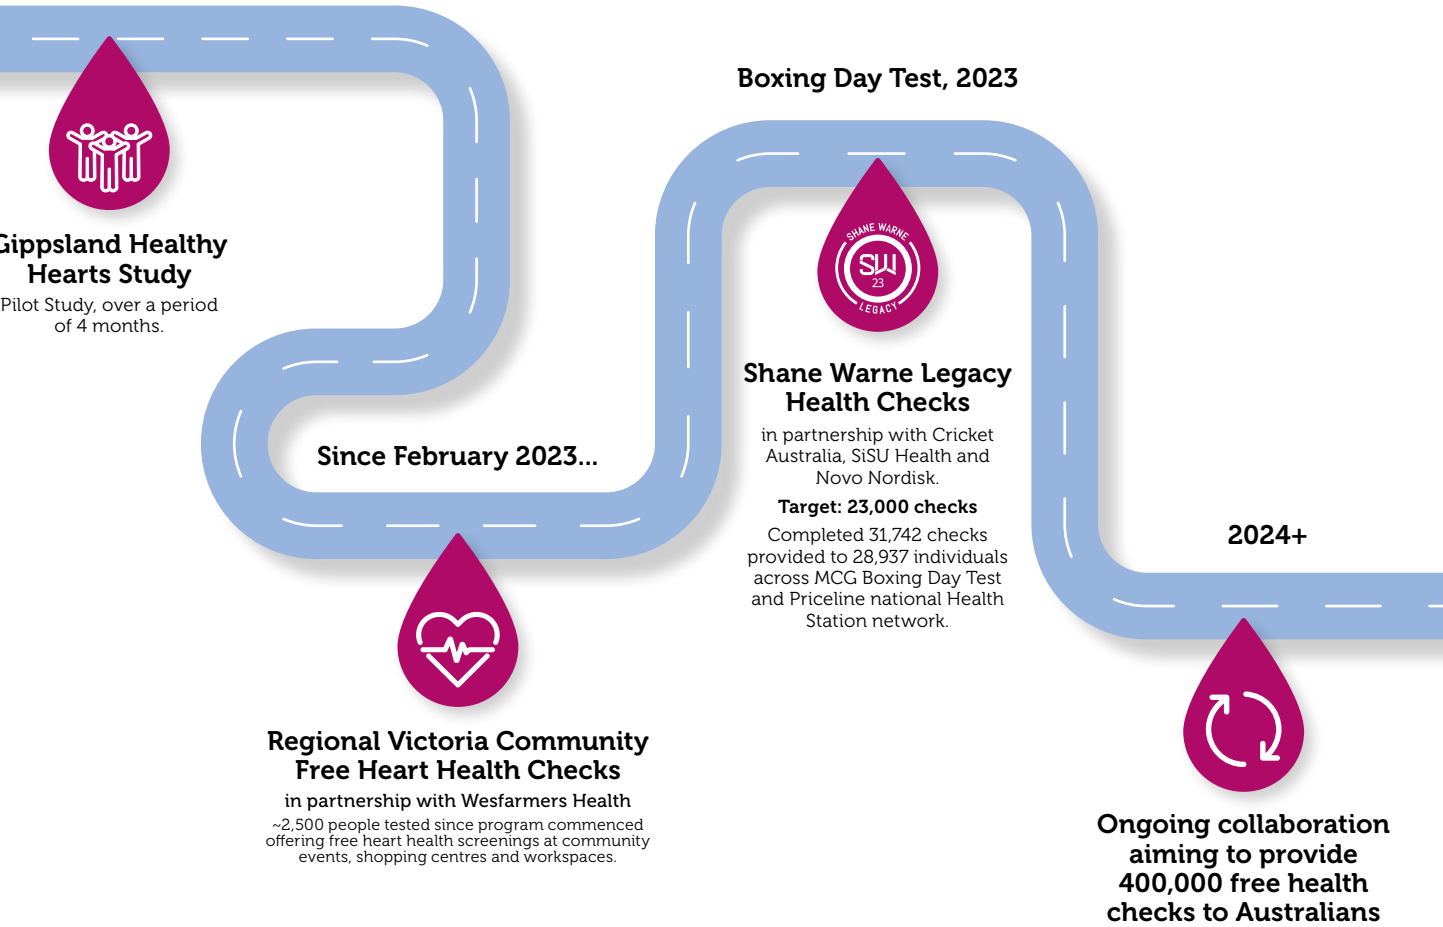 Gippsland Healthy
Hearts Study
Pilot Study, over a period
of 4 months.
Since February 2023...
Regional Victoria Community
Free Heart Health Checks
in partnership with Wesfarmers Health
~2,500 people tested since program commenced
offering free heart health screenings at community
events, shopping centres and workspaces.
Boxing Day Test, 2023
SHANE WARNE
SW
23
LEGACY
Shane Warne Legacy
Health Checks
in partnership with Cricket
Australia, SiSU Health and
Novo Nordisk.
Target: 23,000 checks
Completed 31,742 checks
provided to 28,937 individuals
across MCG Boxing Day Test
and Priceline national Health
Station network.
2024+
Ongoing collaboration
aiming to provide
400,000 free health
checks to Australians